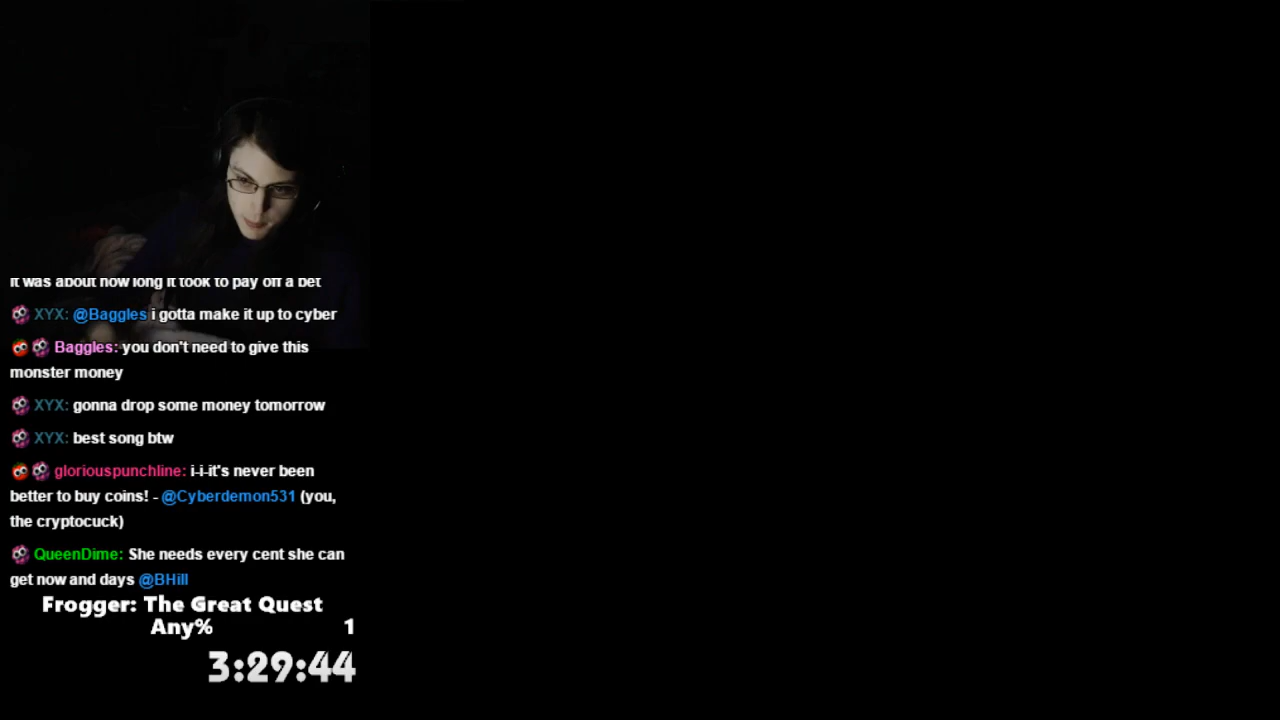 it was about how long it took to pay off a bet
XYX: @Baggles i gotta make it up to cyber
Baggles: you don't need to give this
monster money
XYX: gonna drop some money tomorrow
XYX: best song btw
gloriouspunchline: i-i-it's never been
better to buy coins! - @Cyberdemon531 (you,
the cryptocuck)
QueenDime: She needs every cent she can
get now and days @BHill
Frogger: The Great Quest
Any% 1
3:29:44